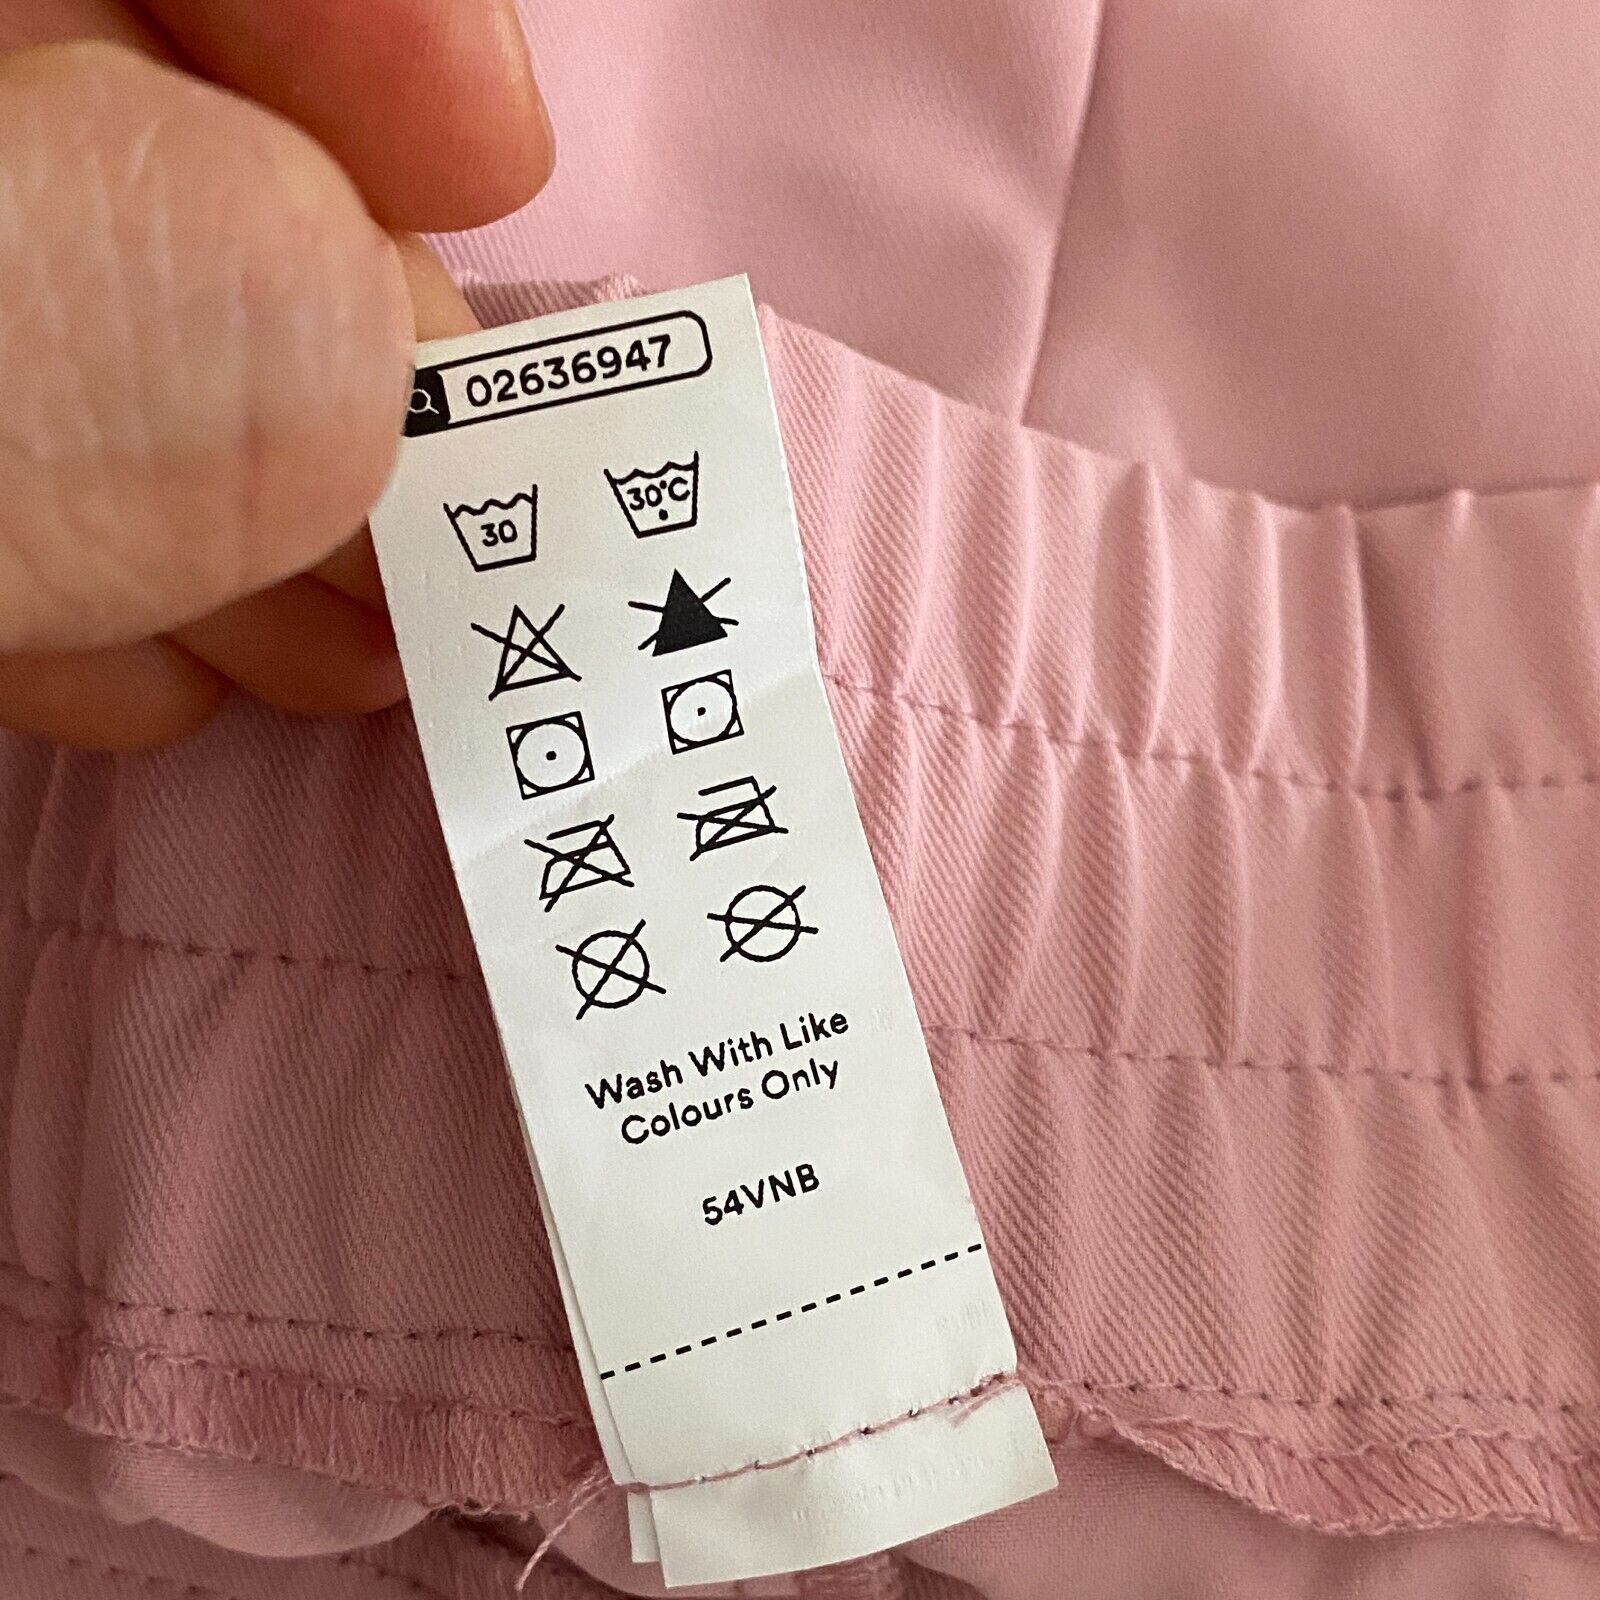 02636947
30 30°C
Wash With Like
Colours Only
54VNB